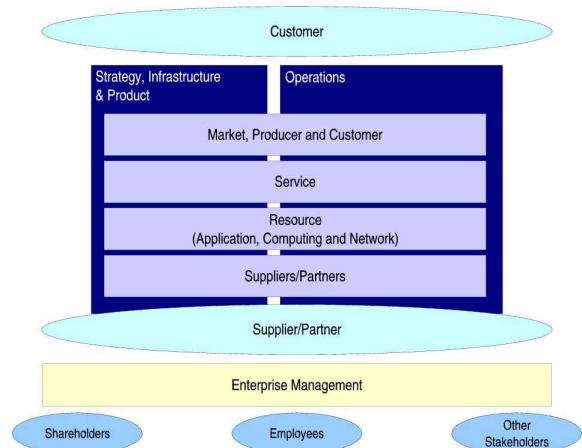 Customer
Strategy, Infrastructure
& Product
Operations
Market, Producer and Customer
Service
Resource
(Application, Computing and Network)
Suppliers/Partners
Supplier/Partner
Enterprise Management
Shareholders
Employees
Other
Stakeholders